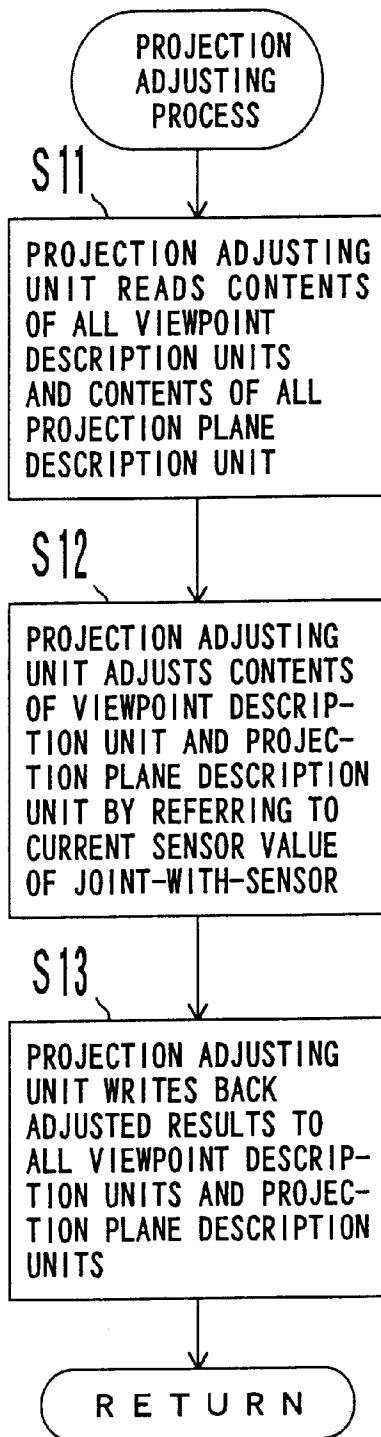 PROJECTION
ADJUSTING
PROCESS
S11
PROJECTION ADJUSTING
UNIT READS CONTENTS
OF ALL VIEWPOINT
DESCRIPTION UNITS
AND CONTENTS OF ALL
PROJECTION PLANE
DESCRIPTION UNIT
S12
PROJECTION ADJUSTING
UNIT ADJUSTS CONTENTS
OF VIEWPOINT DESCRIP-
TION UNIT AND PROJEC-
TION PLANE DESCRIPTION
UNIT BY REFERRING TO
CURRENT SENSOR VALUE
OF JOINT-WITH-SENSOR
S13
PROJECTION ADJUSTING
UNIT WRITES BACK
ADJUSTED RESULTS TO
ALL VIEWPOINT DESCRIP-
TION UNITS AND PROJEC-
TION PLANE DESCRIPTION
UNITS
RETURN